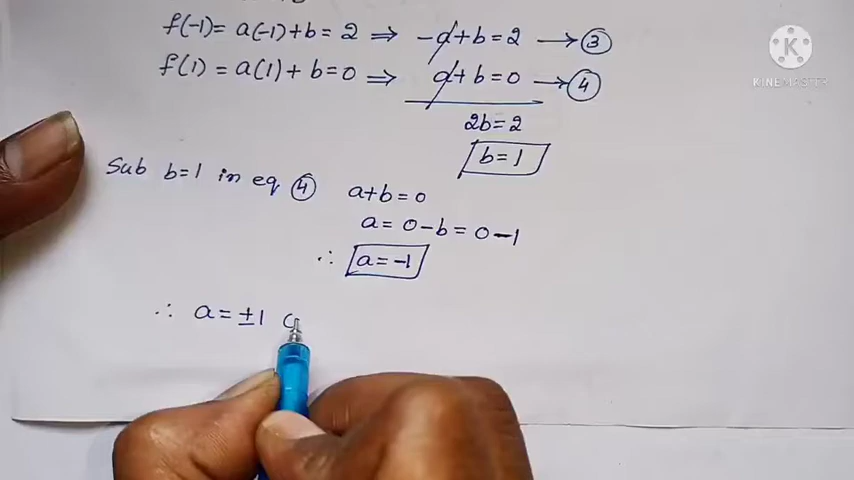 f(-1) = a(-1) + b = 2 ⇒ -a + b = 2 → ③
f(1) = a(1) + b = 0 ⇒ a + b = 0 → ④
2b = 2
b = 1
Sub b = 1 in eq ④ a + b = 0
a = 0 - b = 0 - 1
∴ a = -1
∴ a = ±1
KINEMASTER